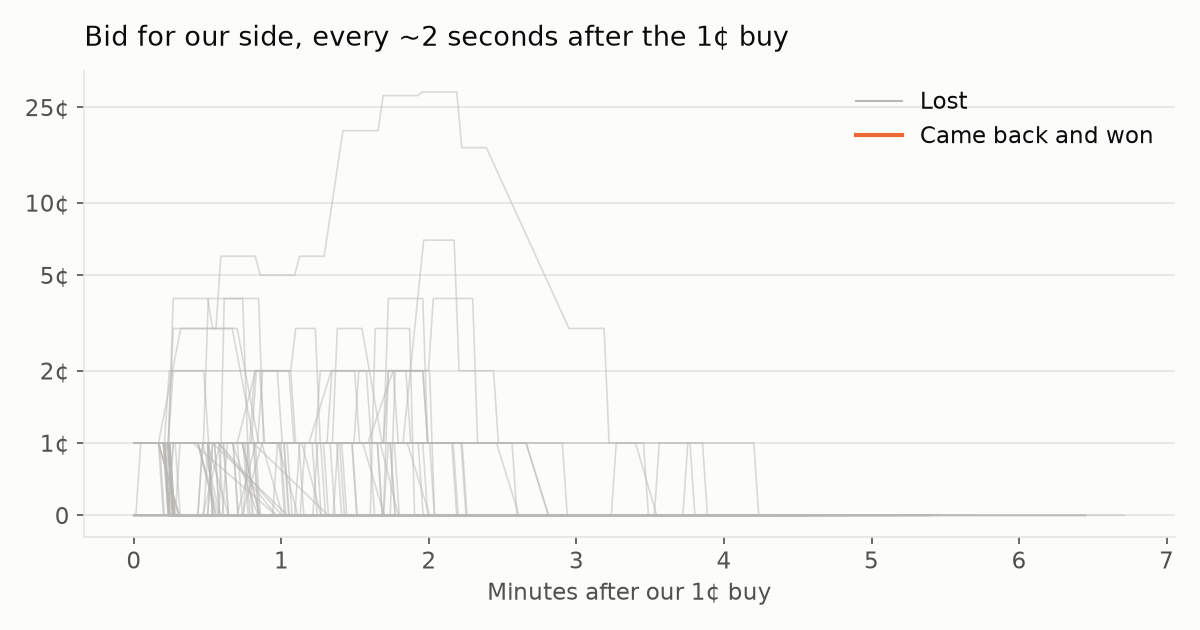 Bid for our side, every ~2 seconds after the 1¢ buy
Lost
Came back and won
25¢
10¢
5¢
2¢
1¢
0
0 1 2 3 4 5 6 7
Minutes after our 1¢ buy